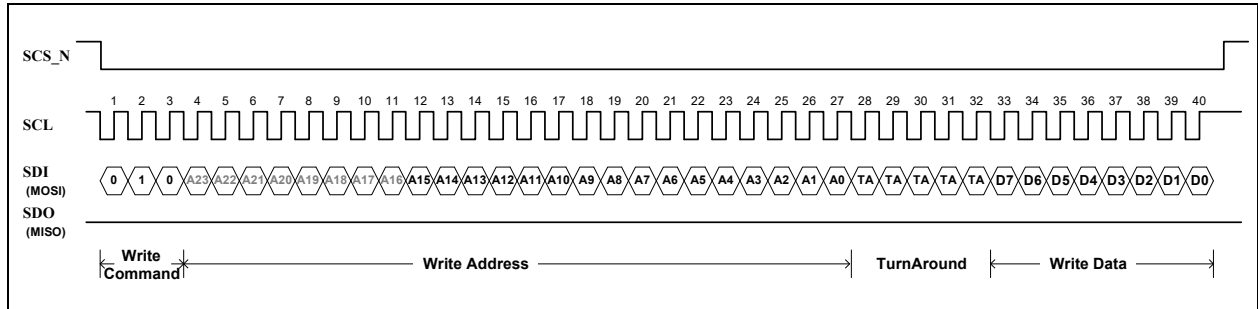 SCS_N
1 2 3 4 5 6 7 8 9 10 11 12 13 14 15 16 17 18 19 20 21 22 23 24 25 26 27 28 29 30 31 32 33 34 35 36 37 38 39 40
SCL
SDI
(MOSI)
0 1 0 A23 A22 A21 A20 A19 A18 A17 A16 A15 A14 A13 A12 A11 A10 A9 A8 A7 A6 A5 A4 A3 A2 A1 A0 TA TA TA TA TA D7 D6 D5 D4 D3 D2 D1 D0
SDO
(MISO)
Write
Command
Write Address
TurnAround
Write Data